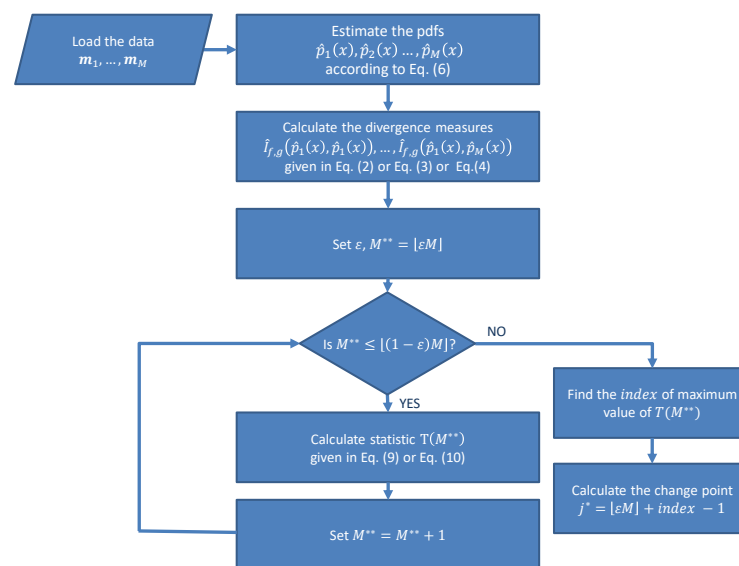 Load the data
𝒎₁, …, 𝒎_M
Estimate the pdfs
p̂₁(x), p̂₂(x) …, p̂_M(x)
according to Eq. (6)
Calculate the divergence measures
Î_{f,g}(p̂₁(x), p̂₁(x)), …, Î_{f,g}(p̂₁(x), p̂_M(x))
given in Eq. (2) or Eq. (3) or Eq.(4)
Set ε, M** = ⌊εM⌋
Is M** ≤ ⌊(1 − ε)M⌋?
NO
YES
Find the index of maximum
value of T(M**)
Calculate statistic T(M**)
given in Eq. (9) or Eq. (10)
Calculate the change point
j* = ⌊εM⌋ + index − 1
Set M** = M** + 1